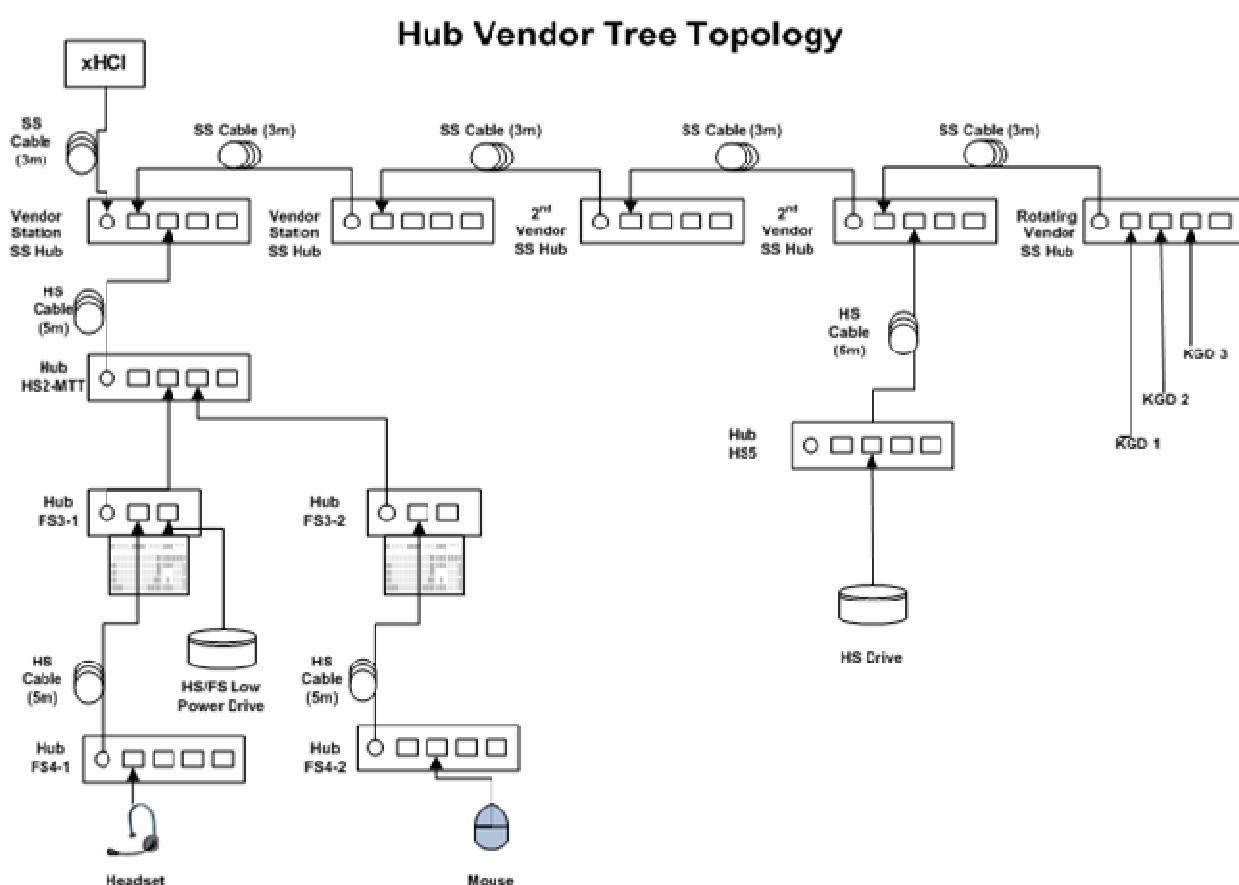 Hub Vendor Tree Topology
xHCI
SS
Cable
(3m)
SS Cable (3m)
SS Cable (3m)
SS Cable (3m)
SS Cable (3m)
Vendor
Station
SS Hub
Vendor
Station
SS Hub
2nd
Vendor
SS Hub
2nd
Vendor
SS Hub
Rotating
Vendor
SS Hub
HS
Cable
(5m)
HS
Cable
(5m)
KGD 3
KGD 2
KGD 1
Hub
HS2-MTT
Hub
HS5
Hub
FS3-1
Hub
FS3-2
HS Drive
HS
Cable
(5m)
HS/FS Low
Power Drive
HS
Cable
(5m)
Hub
FS4-1
Hub
FS4-2
Headset
Mouse